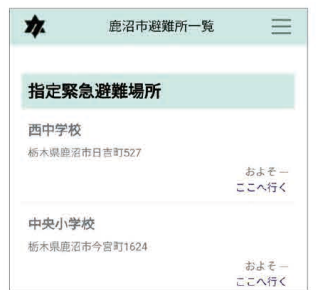 鹿沼市避難所一覧
指定緊急避難場所
西中学校
栃木県鹿沼市日吉町527
およそ --
ここへ行く
中央小学校
栃木県鹿沼市今宮町1624
およそ --
ここへ行く